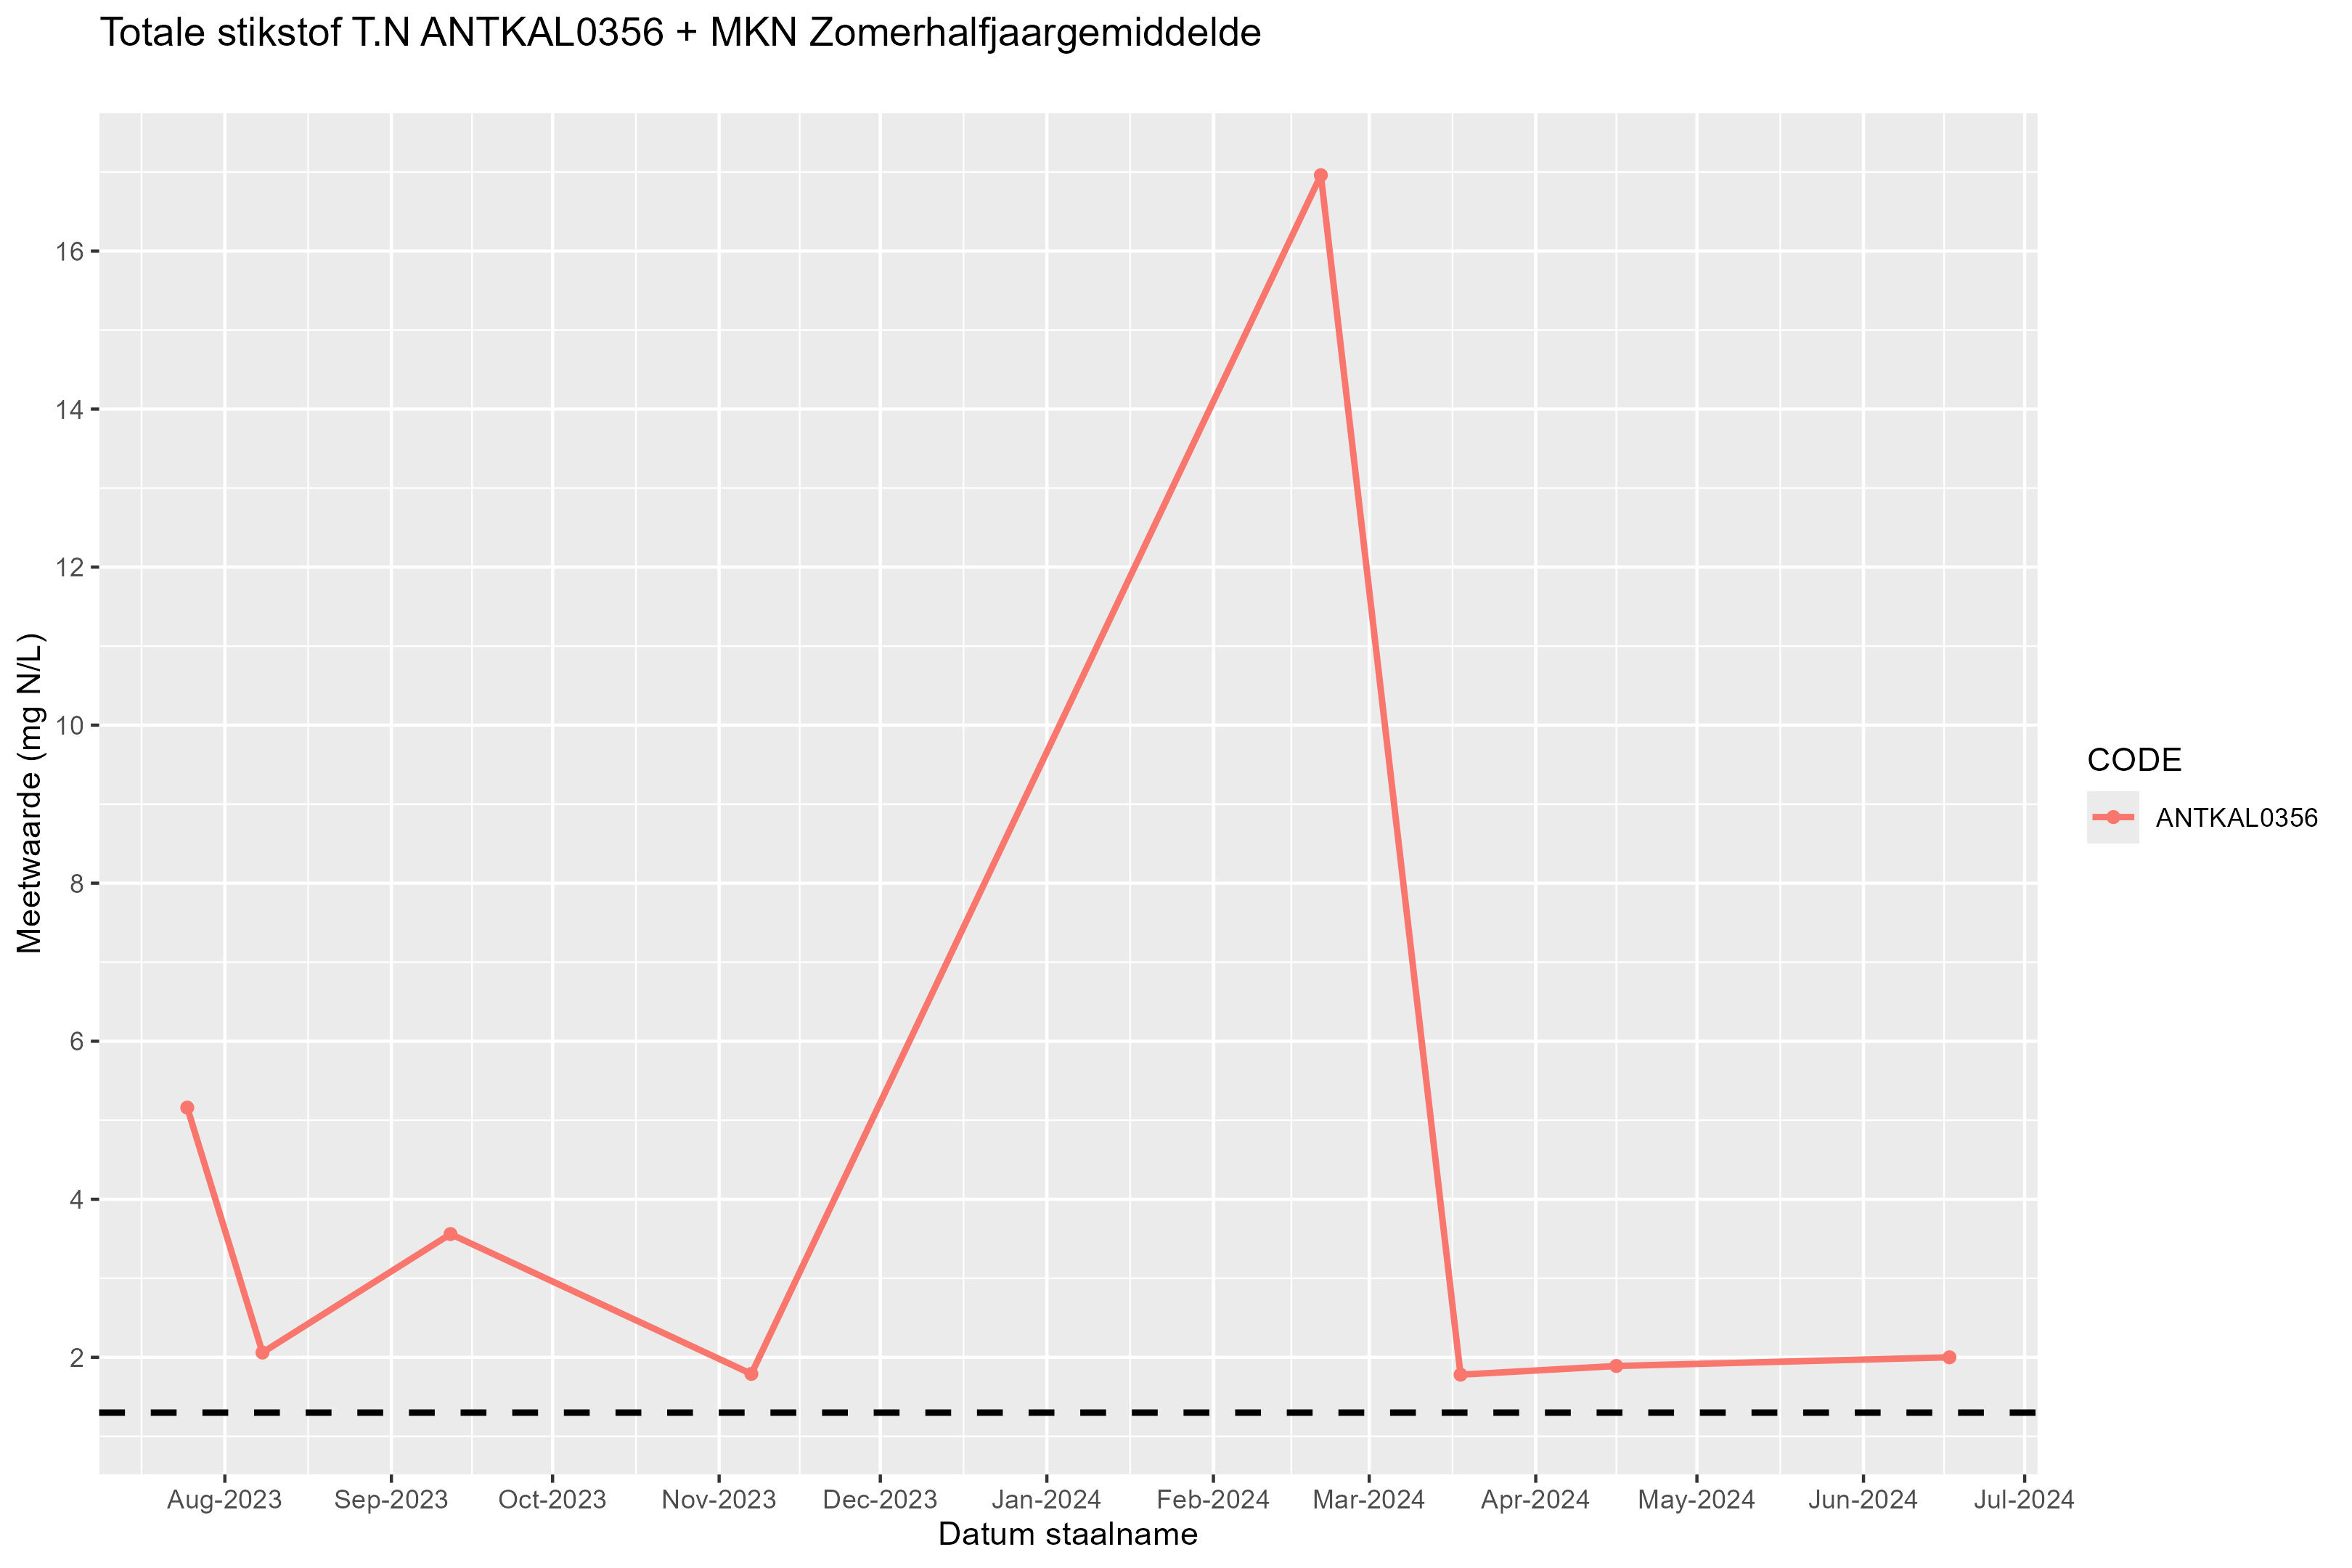 Totale stikstof T.N ANTKAL0356 + MKN Zomerhalfjaargemiddelde
Meetwaarde (mg N/L)
16
14
12
10
8
6
4
2
Aug-2023 Sep-2023 Oct-2023 Nov-2023 Dec-2023 Jan-2024 Feb-2024 Mar-2024 Apr-2024 May-2024 Jun-2024 Jul-2024
Datum staalname
CODE
ANTKAL0356